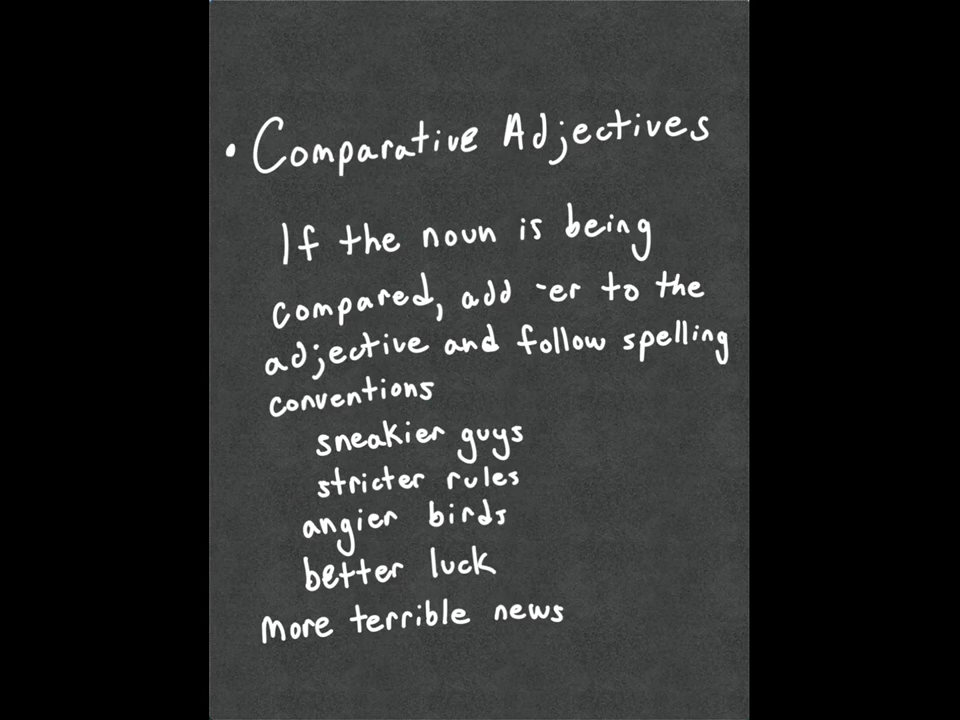 • Comparative Adjectives
If the noun is being
compared, add -er to the
adjective and follow spelling
conventions
sneakier guys
stricter rules
angier birds
better luck
more terrible news